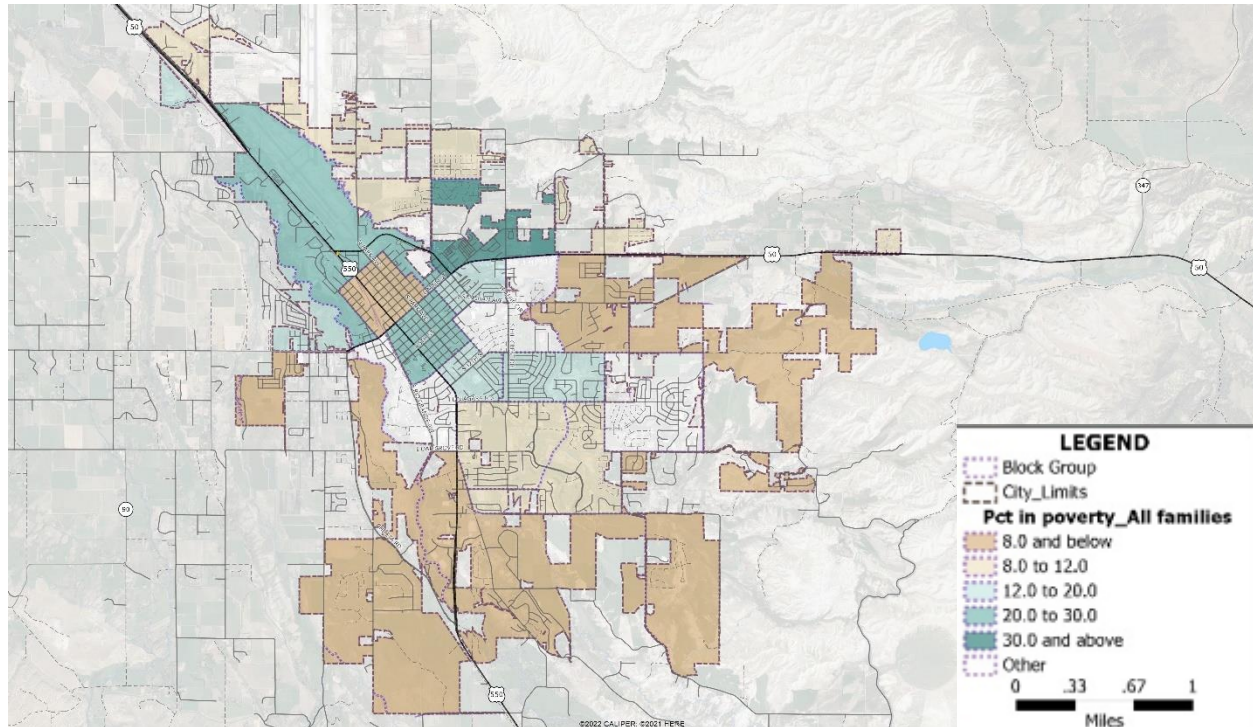 50
347
50
50
550
90
550
LEGEND
Block Group
City_Limits
Pct in poverty_All families
8.0 and below
8.0 to 12.0
12.0 to 20.0
20.0 to 30.0
30.0 and above
Other
0 .33 .67 1
Miles
©2022 CALIPER; ©2021 HERE